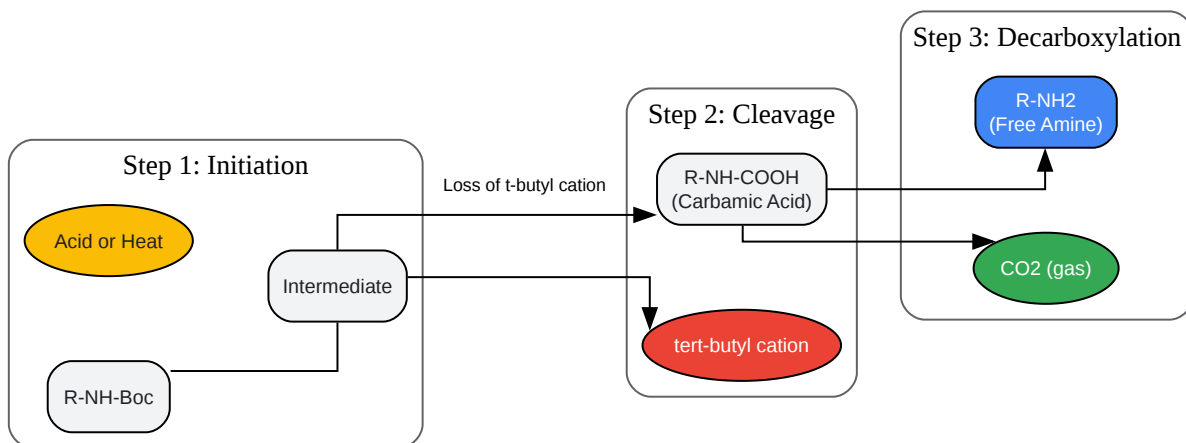 Step 1: Initiation
Acid or Heat
Intermediate
R-NH-Boc
Loss of t-butyl cation
Step 2: Cleavage
R-NH-COOH
(Carbamic Acid)
tert-butyl cation
Step 3: Decarboxylation
R-NH2
(Free Amine)
CO2 (gas)